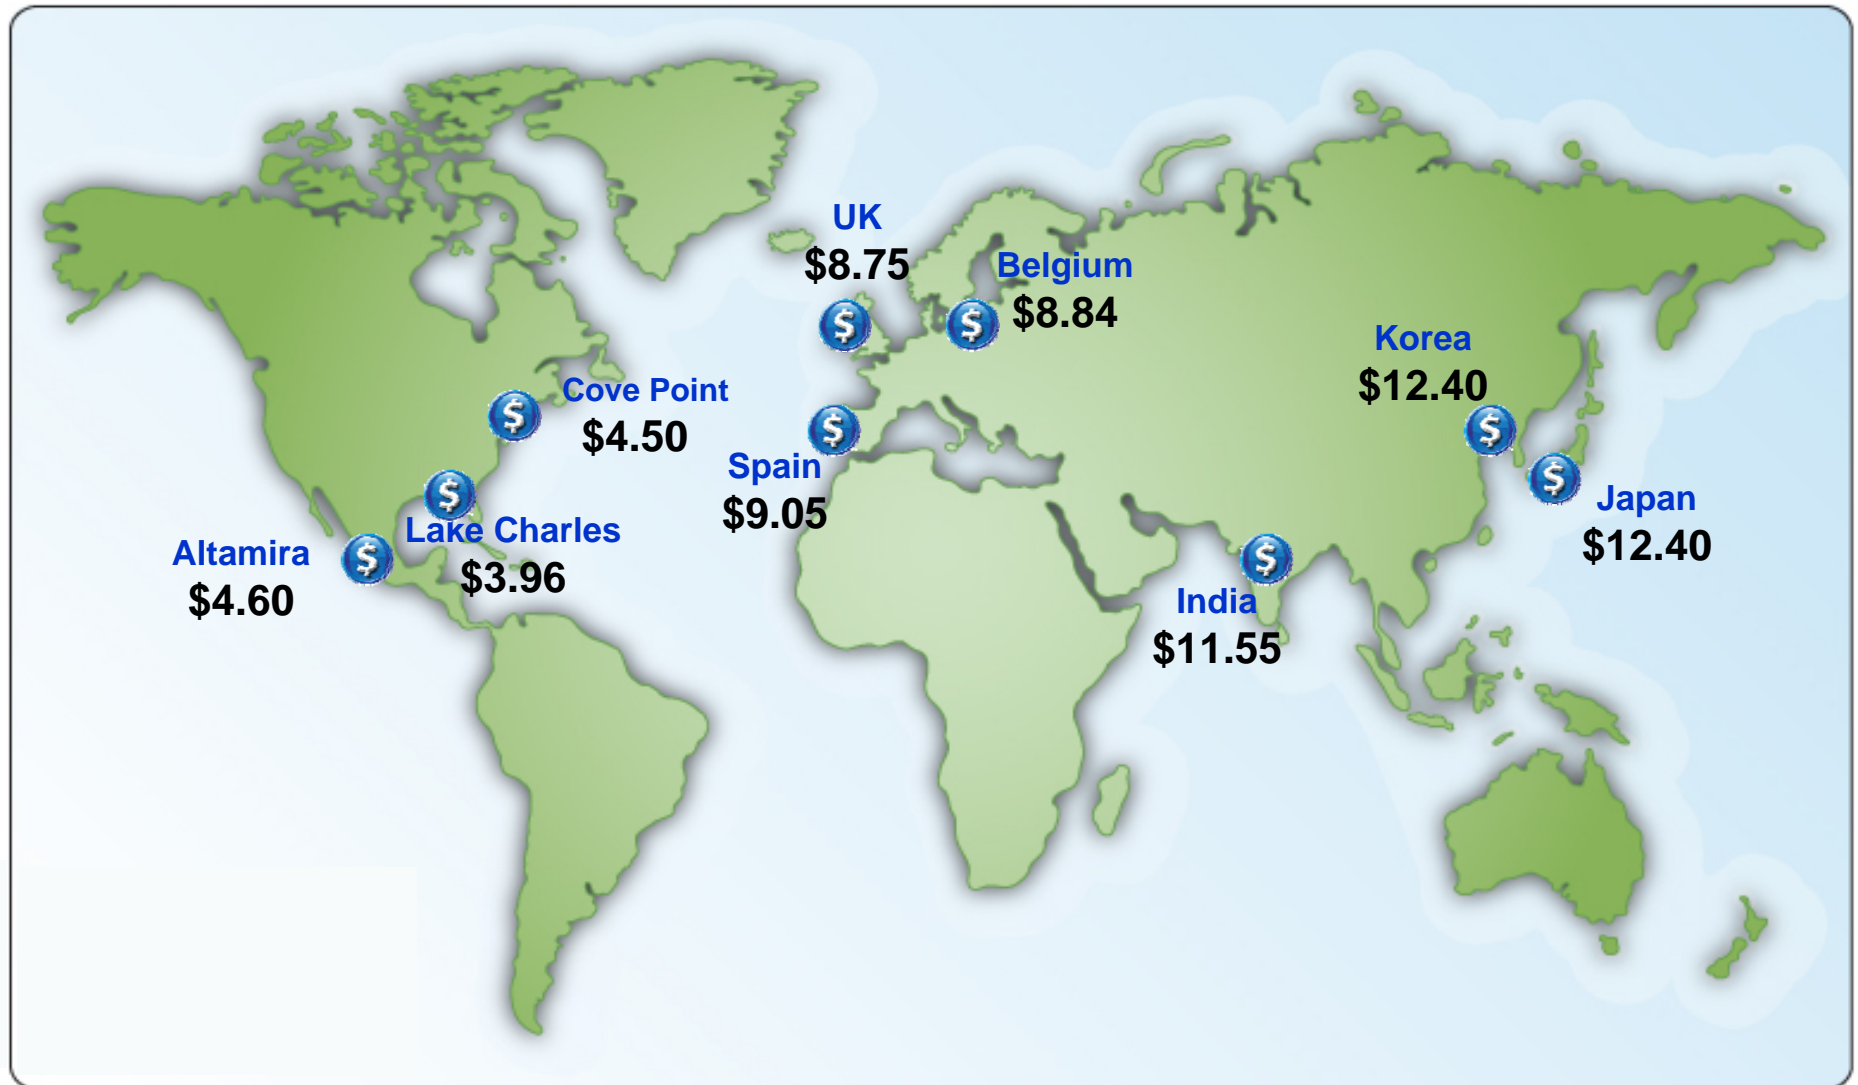 UK
$8.75
Belgium
$8.84
Korea
$12.40
Cove Point
$4.50
Spain
$9.05
Japan
$12.40
Lake Charles
$3.96
Altamira
$4.60
India
$11.55